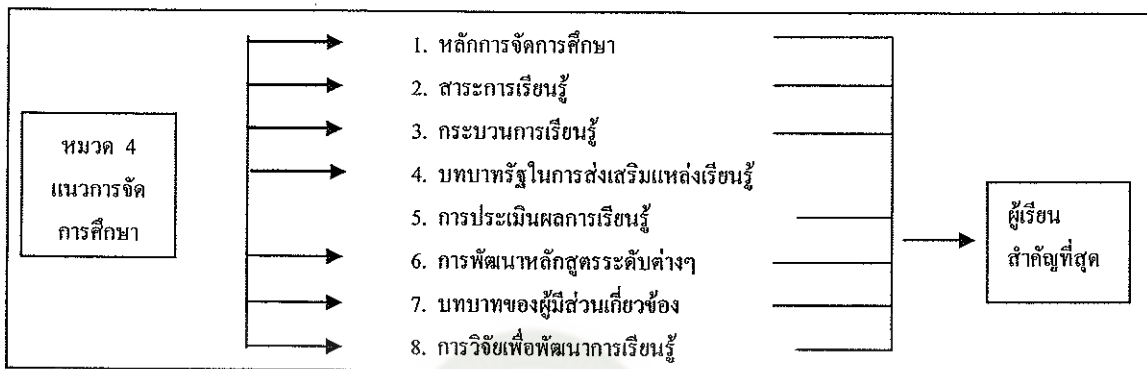 หมวด 4
แนวการจัด
การศึกษา
1. หลักการจัดการศึกษา
2. สาระการเรียนรู้
3. กระบวนการเรียนรู้
4. บทบาทรัฐในการส่งเสริมแหล่งเรียนรู้
5. การประเมินผลการเรียนรู้
6. การพัฒนาหลักสูตรระดับต่างๆ
7. บทบาทของผู้มีส่วนเกี่ยวข้อง
8. การวิจัยเพื่อพัฒนาการเรียนรู้
ผู้เรียน
สำคัญที่สุด